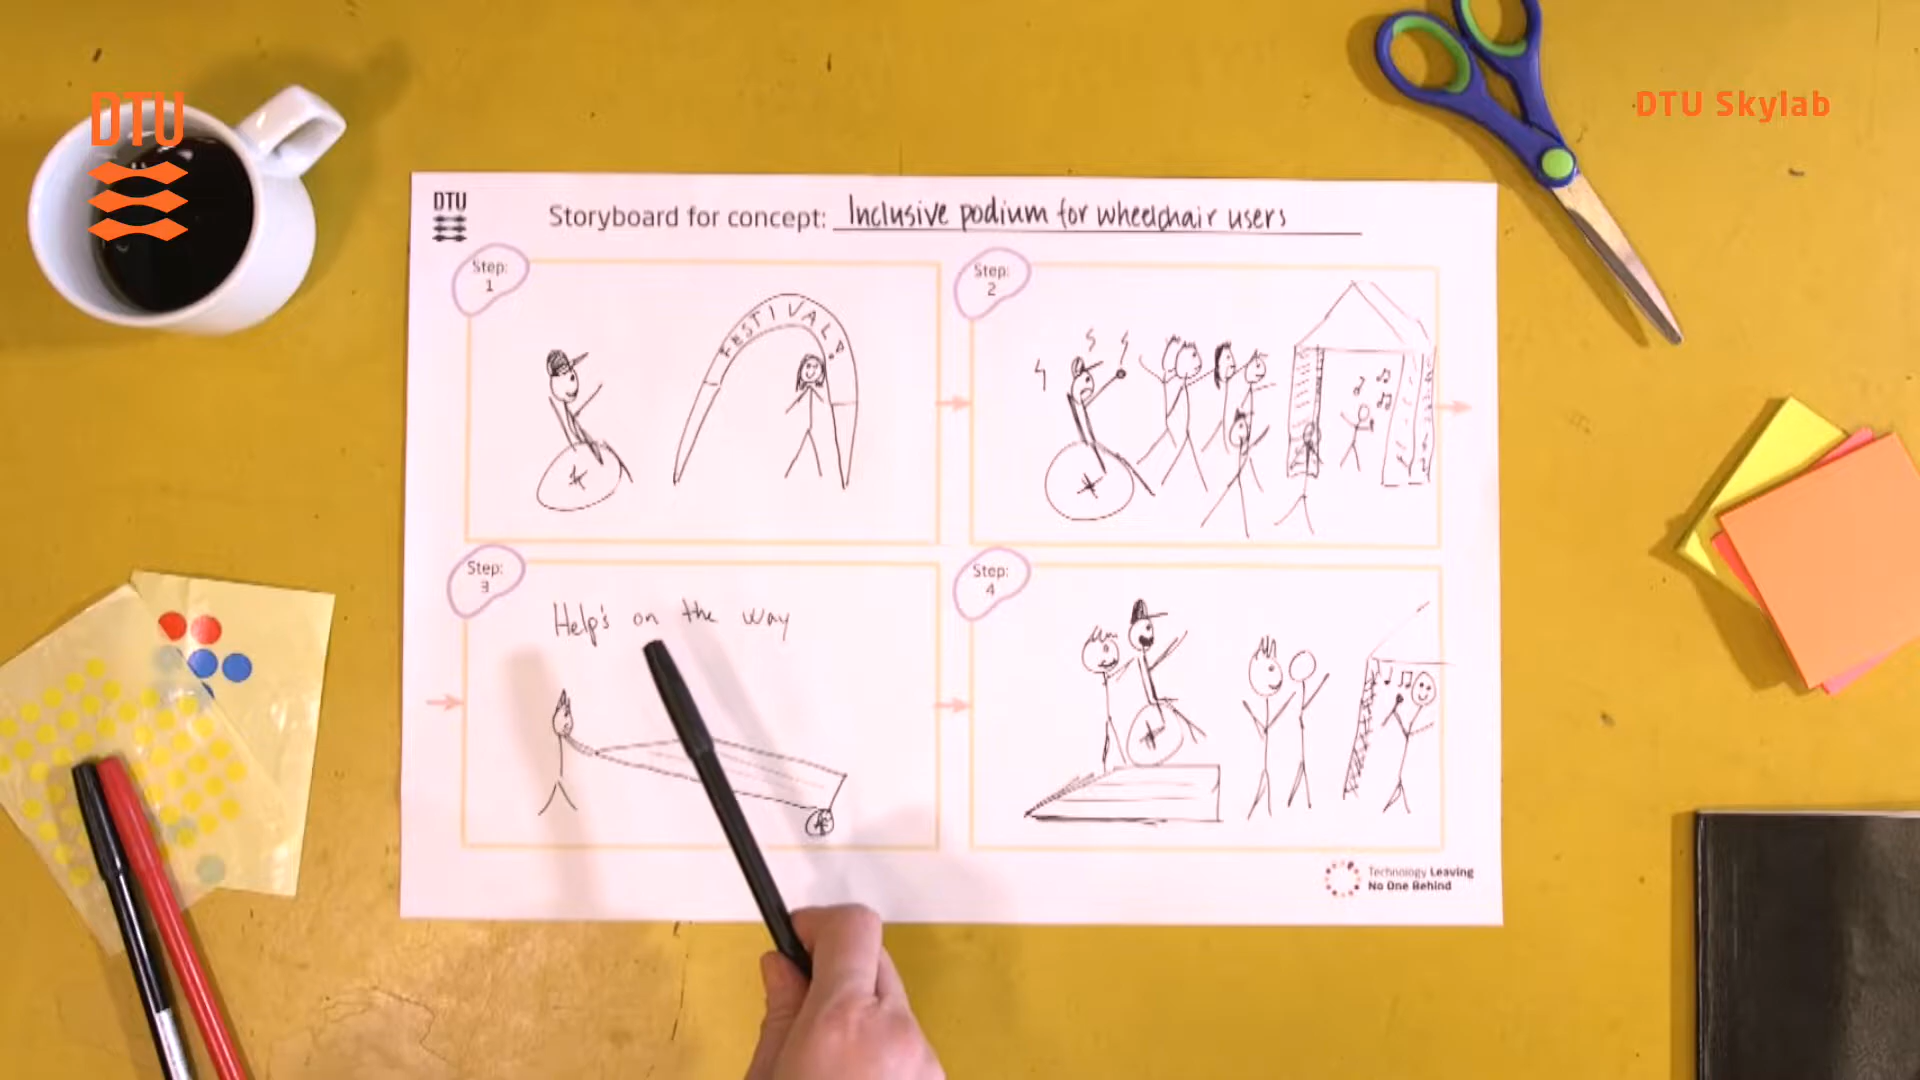 DTU
DTU Skylab
DTU
Storyboard for concept: Inclusive podium for wheelchair users
Step:
1
FESTIVAL!
Step:
2
Step:
3
Help's on the way
Step:
4
Technology Leaving
No One Behind